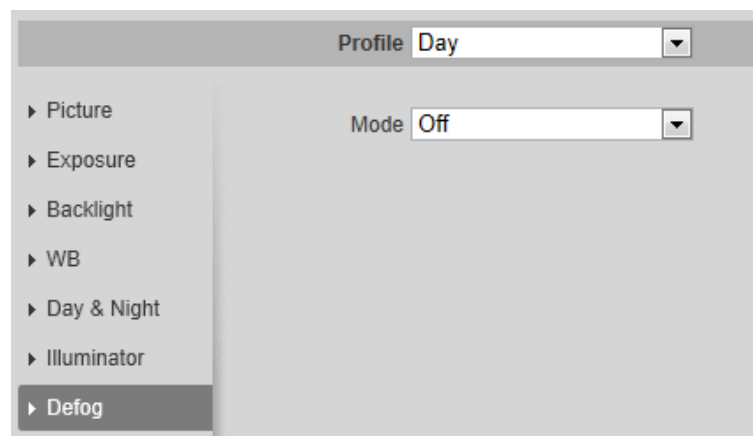 Profile Day
Picture
Mode Off
Exposure
Backlight
WB
Day & Night
Illuminator
Defog